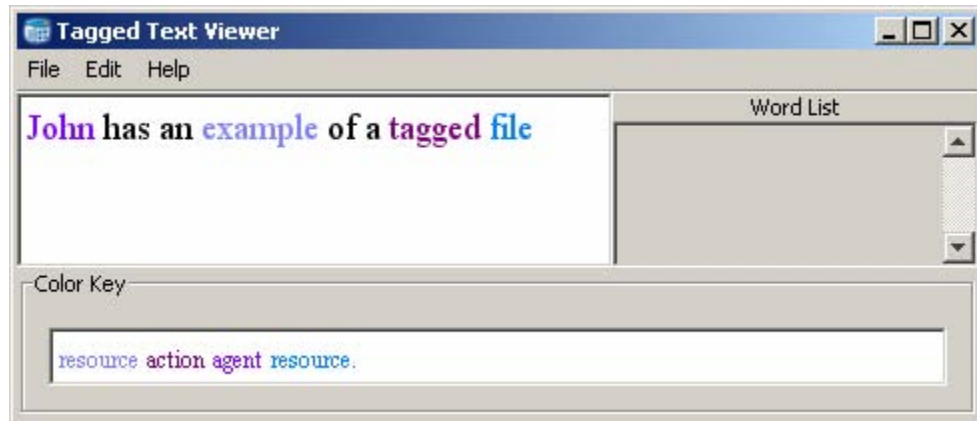 Tagged Text Viewer
File Edit Help
John has an example of a tagged file
Word List
Color Key
resource action agent resource.